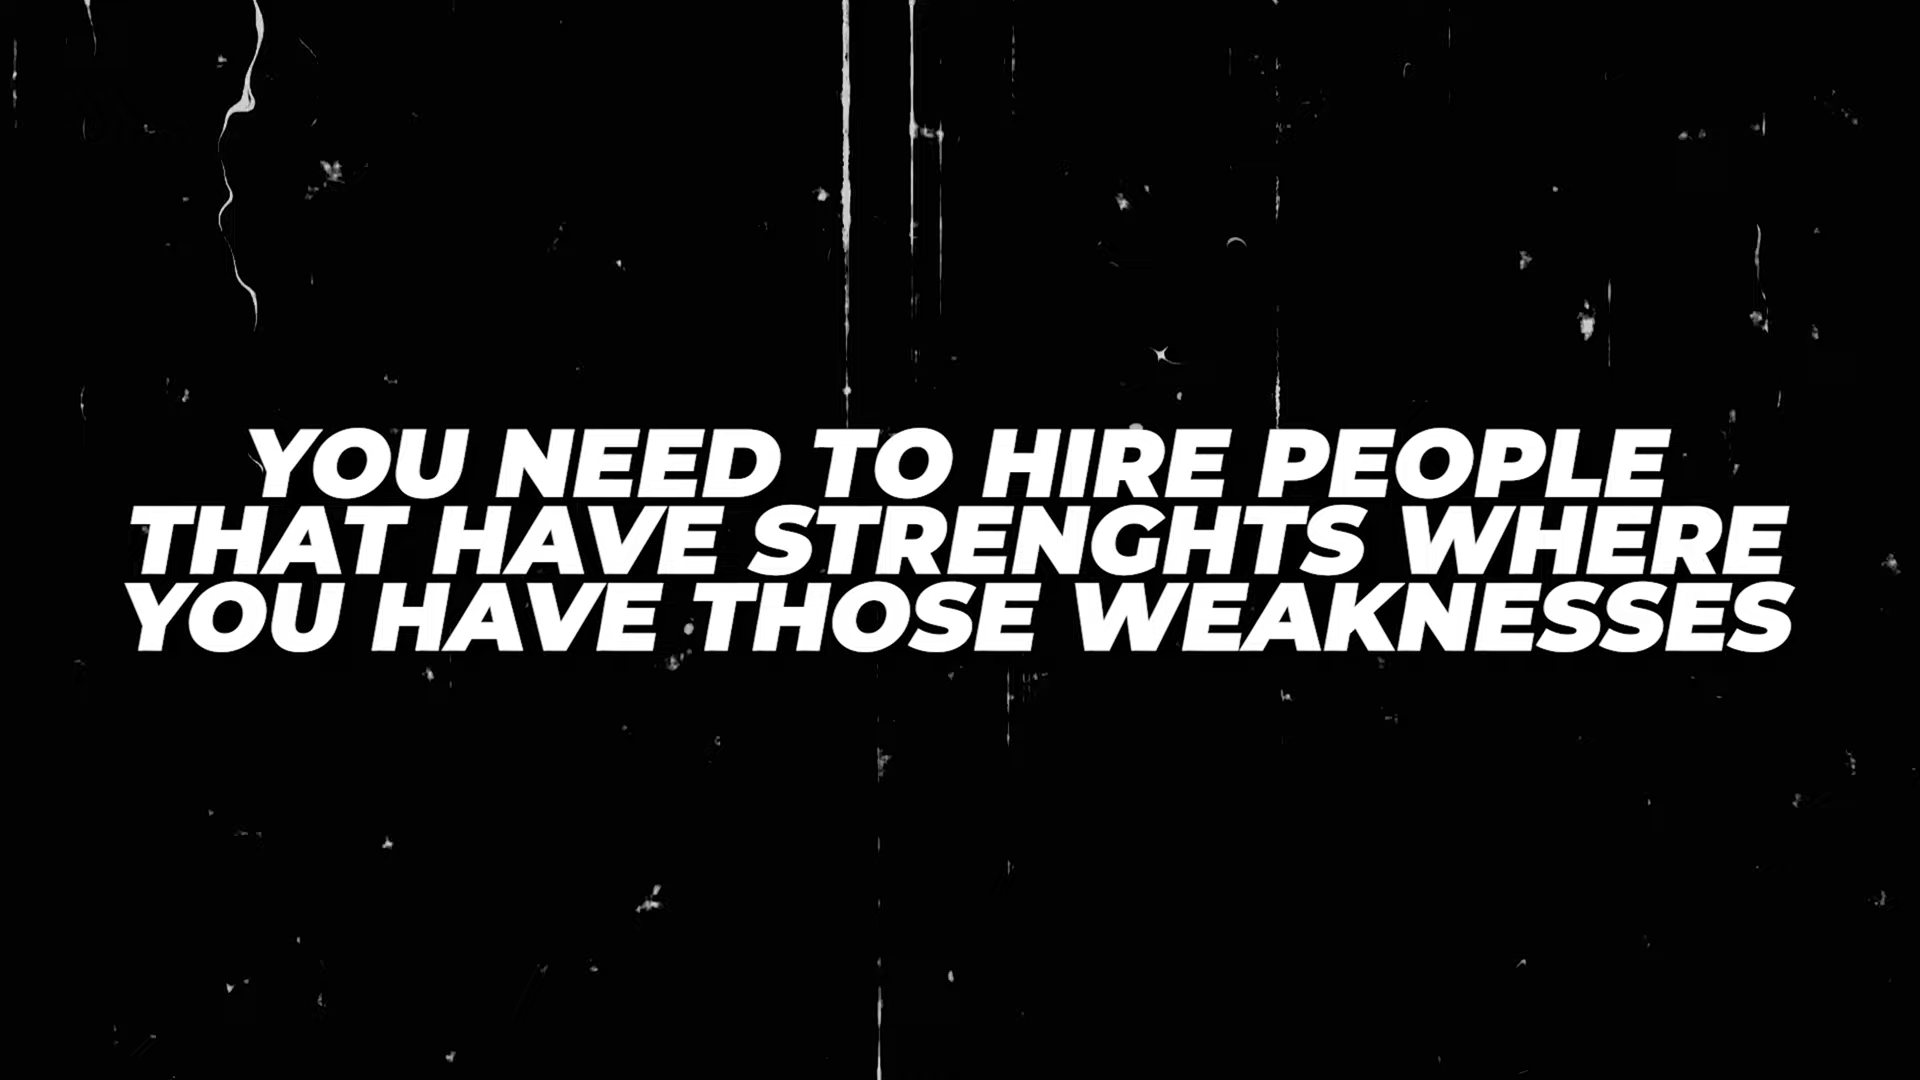 YOU NEED TO HIRE PEOPLE
THAT HAVE STRENGHTS WHERE
YOU HAVE THOSE WEAKNESSES